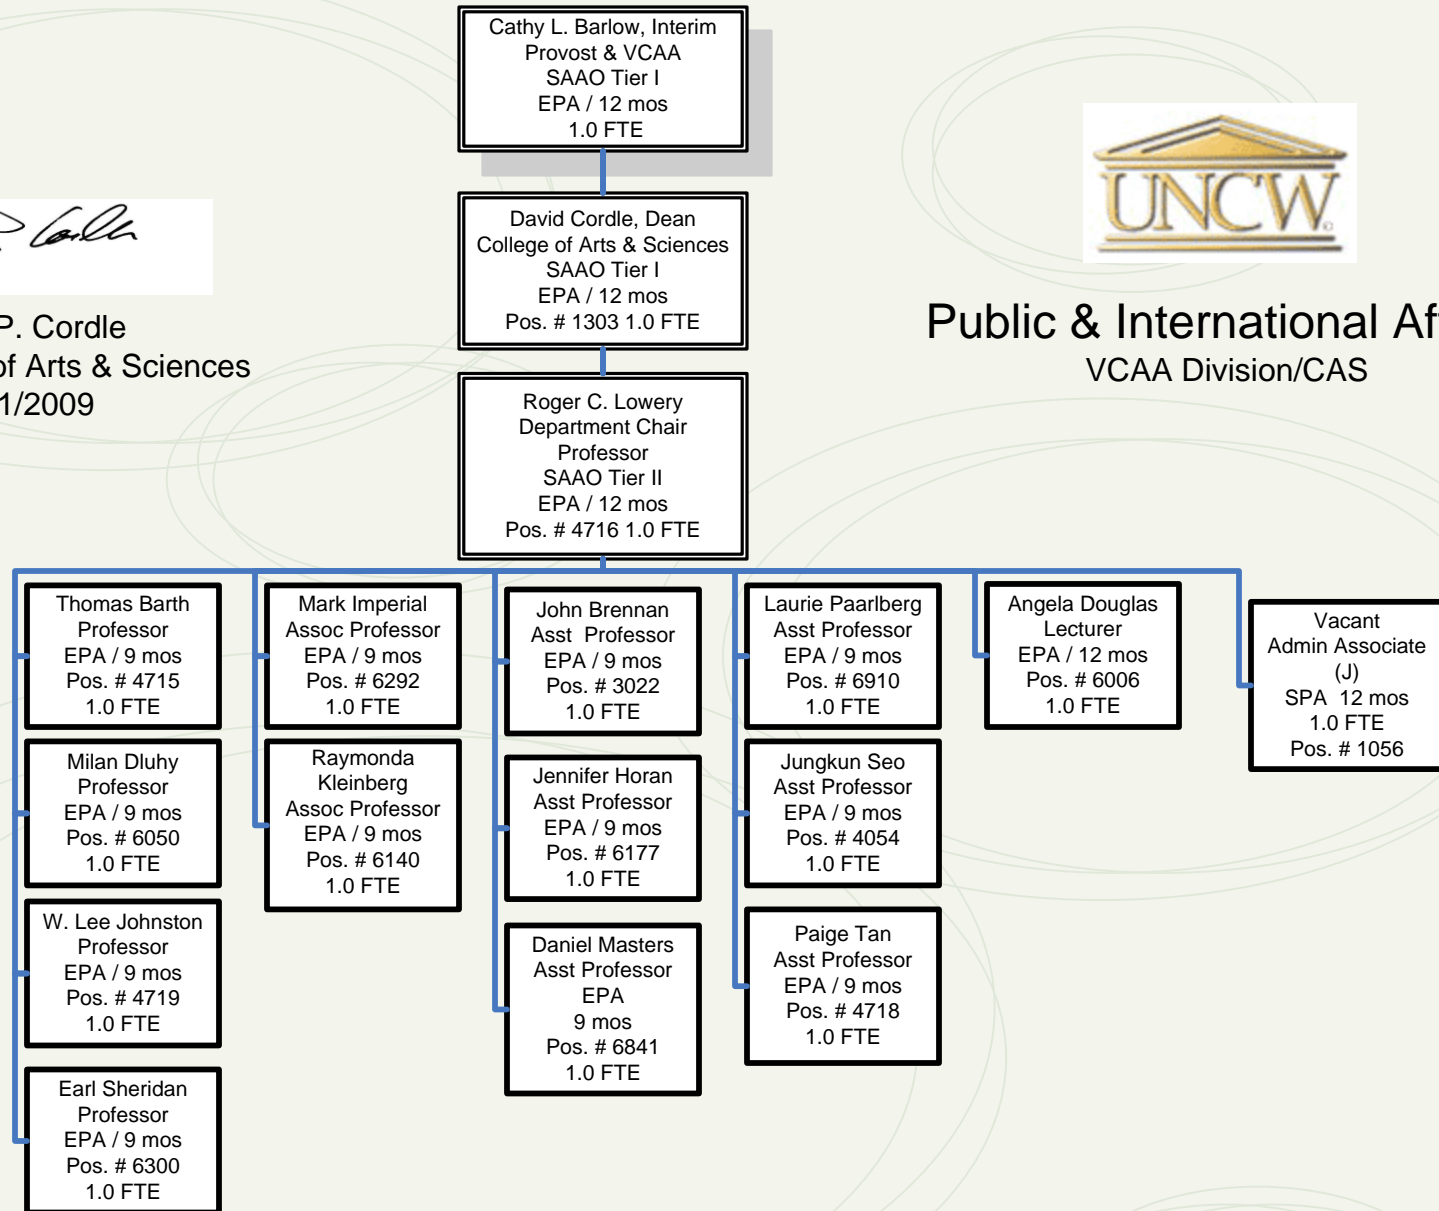 Cathy L. Barlow, Interim
Provost & VCAA
SAAO Tier I
EPA / 12 mos
1.0 FTE
UNCW
David Cordle, Dean
College of Arts & Sciences
SAAO Tier I
EPA / 12 mos
Pos. # 1303 1.0 FTE
P. Cordle
of Arts & Sciences
1/2009
Public & International Af
VCAA Division/CAS
Roger C. Lowery
Department Chair
Professor
SAAO Tier II
EPA / 12 mos
Pos. # 4716 1.0 FTE
Thomas Barth
Professor
EPA / 9 mos
Pos. # 4715
1.0 FTE
Milan Dluhy
Professor
EPA / 9 mos
Pos. # 6050
1.0 FTE
W. Lee Johnston
Professor
EPA / 9 mos
Pos. # 4719
1.0 FTE
Earl Sheridan
Professor
EPA / 9 mos
Pos. # 6300
1.0 FTE
Mark Imperial
Assoc Professor
EPA / 9 mos
Pos. # 6292
1.0 FTE
Raymonda
Kleinberg
Assoc Professor
EPA / 9 mos
Pos. # 6140
1.0 FTE
John Brennan
Asst  Professor
EPA / 9 mos
Pos. # 3022
1.0 FTE
Jennifer Horan
Asst Professor
EPA / 9 mos
Pos. # 6177
1.0 FTE
Daniel Masters
Asst Professor
EPA
9 mos
Pos. # 6841
1.0 FTE
Laurie Paarlberg
Asst Professor
EPA / 9 mos
Pos. # 6910
1.0 FTE
Jungkun Seo
Asst Professor
EPA / 9 mos
Pos. # 4054
1.0 FTE
Paige Tan
Asst Professor
EPA / 9 mos
Pos. # 4718
1.0 FTE
Angela Douglas
Lecturer
EPA / 12 mos
Pos. # 6006
1.0 FTE
Vacant
Admin Associate
(J)
SPA  12 mos
1.0 FTE
Pos. # 1056